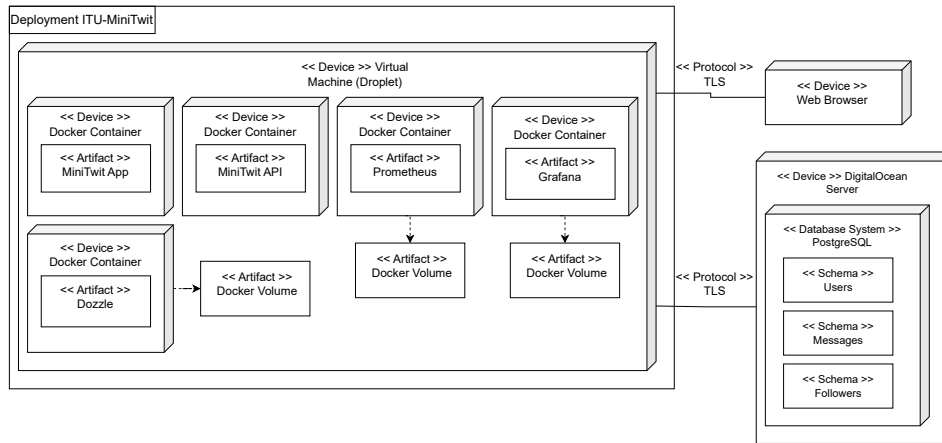 Deployment ITU-MiniTwit
<< Device >> Virtual
Machine (Droplet)
<< Device >>
Docker Container
<< Artifact >>
MiniTwit App
<< Device >>
Docker Container
<< Artifact >>
MiniTwit API
<< Device >>
Docker Container
<< Artifact >>
Prometheus
<< Device >>
Docker Container
<< Artifact >>
Grafana
<< Device >>
Docker Container
<< Artifact >>
Dozzle
<< Artifact >>
Docker Volume
<< Artifact >>
Docker Volume
<< Artifact >>
Docker Volume
<< Protocol >>
TLS
<< Device >>
Web Browser
<< Protocol >>
TLS
<< Device >> DigitalOcean
Server
<< Database System >>
PostgreSQL
<< Schema >>
Users
<< Schema >>
Messages
<< Schema >>
Followers